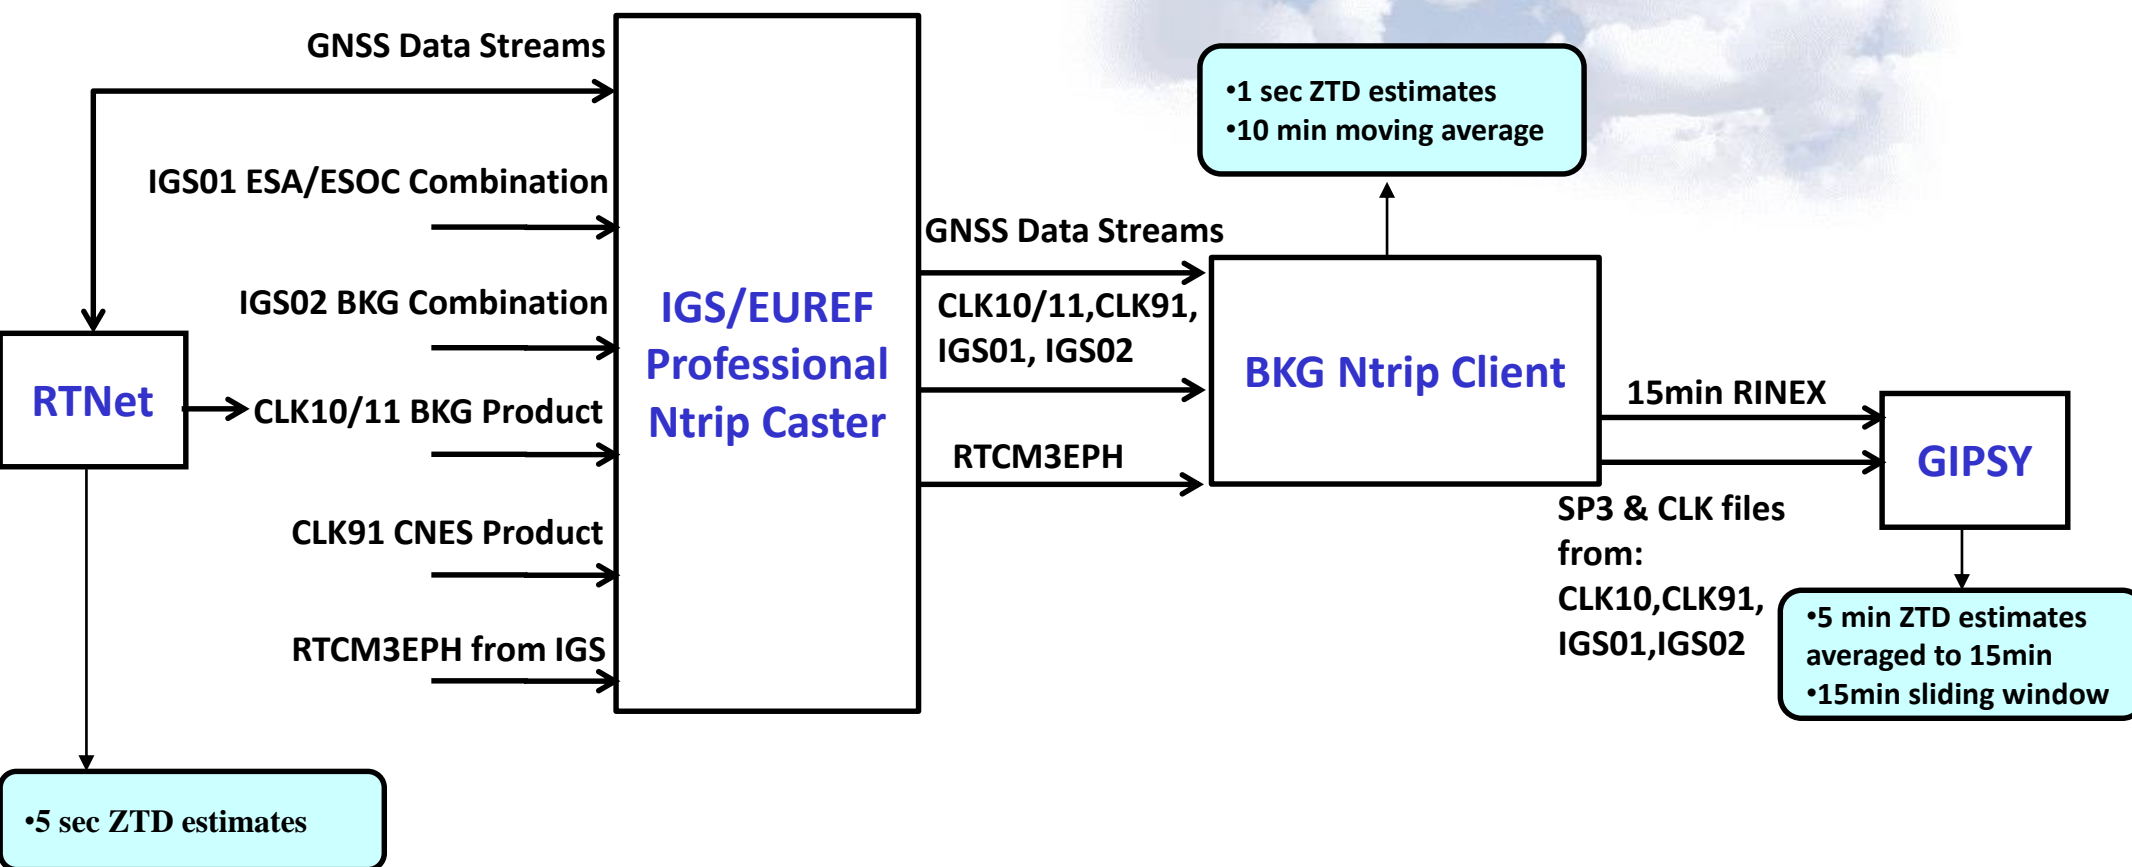 GNSS Data Streams
IGS01 ESA/ESOC Combination
IGS02 BKG Combination
RTNet
CLK10/11 BKG Product
CLK91 CNES Product
RTCM3EPH from IGS
•5 sec ZTD estimates
IGS/EUREF
Professional
Ntrip Caster
GNSS Data Streams
CLK10/11,CLK91,
IGS01, IGS02
RTCM3EPH
•1 sec ZTD estimates
•10 min moving average
BKG Ntrip Client
15min RINEX
SP3 & CLK files
from:
CLK10,CLK91,
IGS01,IGS02
GIPSY
•5 min ZTD estimates
averaged to 15min
•15min sliding window